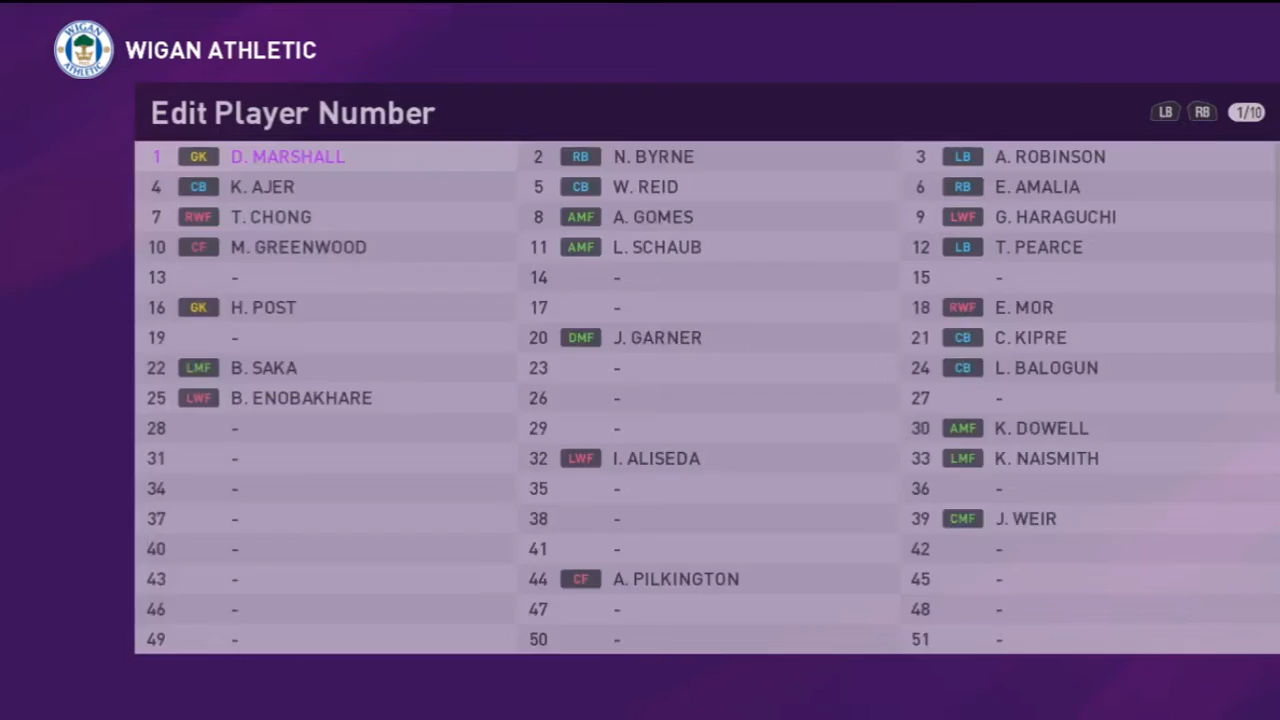 WIGAN ATHLETIC
WIGAN ATHLETIC
Edit Player Number LB RB 1/10
1 GK D. MARSHALL 2 RB N. BYRNE 3 LB A. ROBINSON
4 CB K. AJER 5 CB W. REID 6 RB E. AMALIA
7 RWF T. CHONG 8 AMF A. GOMES 9 LWF G. HARAGUCHI
10 CF M. GREENWOOD 11 AMF L. SCHAUB 12 LB T. PEARCE
13 - 14 - 15 -
16 GK H. POST 17 - 18 RWF E. MOR
19 - 20 DMF J. GARNER 21 CB C. KIPRE
22 LMF B. SAKA 23 - 24 CB L. BALOGUN
25 LWF B. ENOBAKHARE 26 - 27 -
28 - 29 - 30 AMF K. DOWELL
31 - 32 LWF I. ALISEDA 33 LMF K. NAISMITH
34 - 35 - 36 -
37 - 38 - 39 CMF J. WEIR
40 - 41 - 42 -
43 - 44 CF A. PILKINGTON 45 -
46 - 47 - 48 -
49 - 50 - 51 -